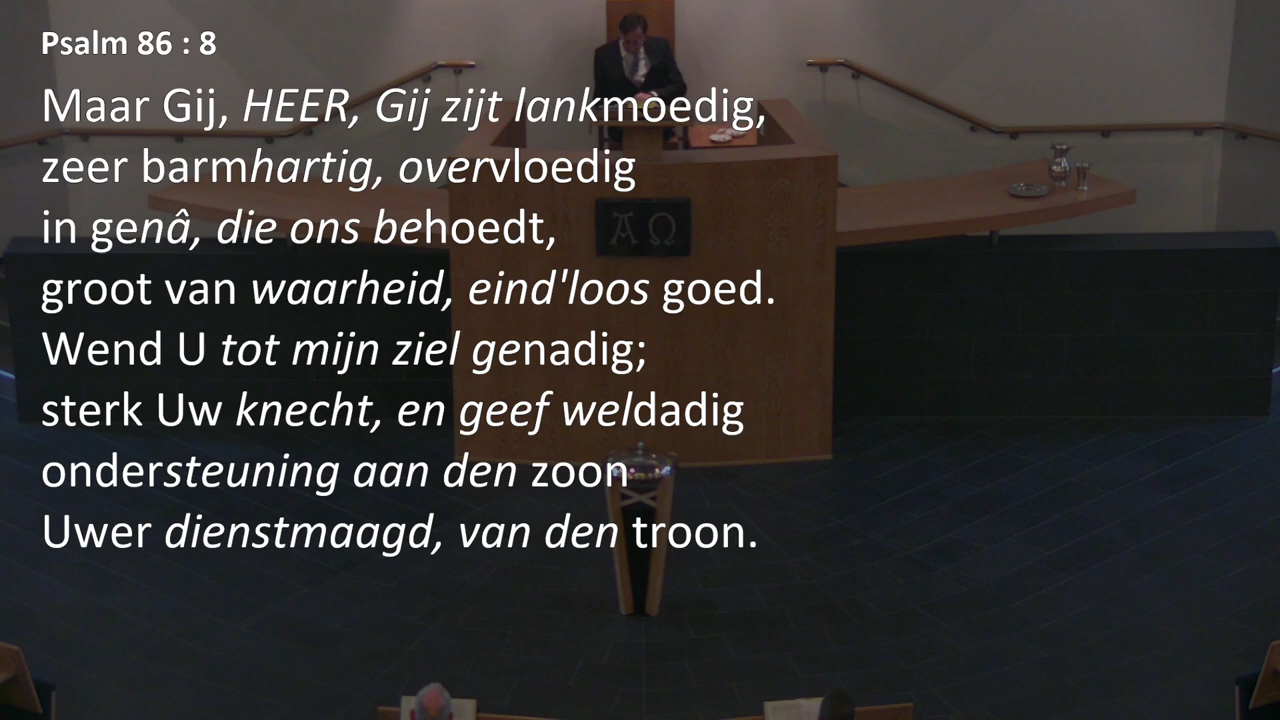 Psalm 86 : 8
Maar Gij, HEER, Gij zijt lankmoedig,
zeer barmhartig, overvloedig
in genâ, die ons behoedt,
groot van waarheid, eind'loos goed.
Wend U tot mijn ziel genadig;
sterk Uw knecht, en geef weldadig
ondersteuning aan den zoon
Uwer dienstmaagd, van den troon.
Α Ω